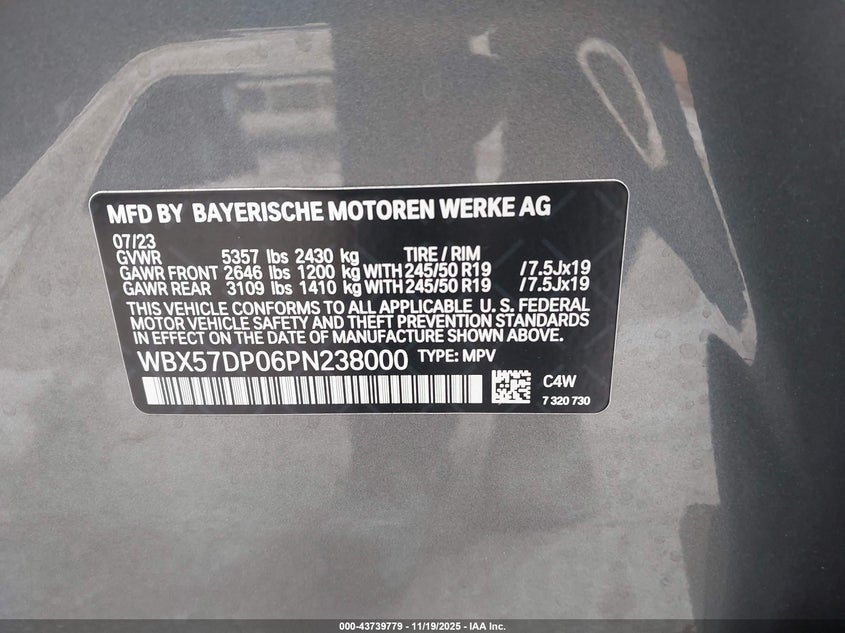 MFD BY BAYERISCHE MOTOREN WERKE AG
07/23
GVWR 5357 lbs 2430 kg TIRE / RIM
GAWR FRONT 2646 lbs 1200 kg WITH 245/50 R19 /7.5Jx19
GAWR REAR 3109 lbs 1410 kg WITH 245/50 R19 /7.5Jx19
THIS VEHICLE CONFORMS TO ALL APPLICABLE U. S. FEDERAL
MOTOR VEHICLE SAFETY AND THEFT PREVENTION STANDARDS
IN EFFECT ON THE DATE OF MANUFACTURE SHOWN ABOVE.
WBX57DP06PN238000 TYPE: MPV
C4W
7 320 730
000-43739779 - 11/19/2025 - IAA Inc.